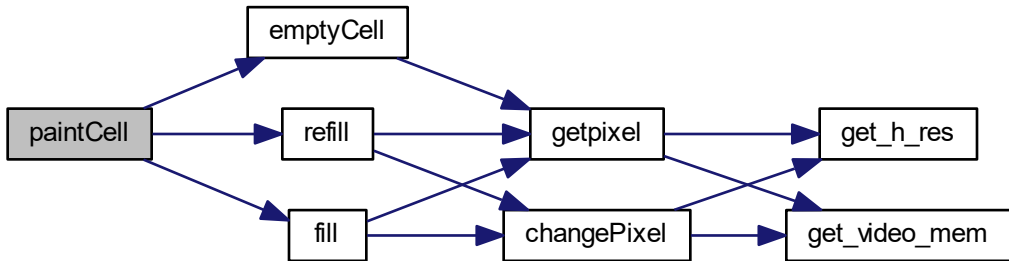 emptyCell
paintCell
refill
getpixel
get_h_res
fill
changePixel
get_video_mem